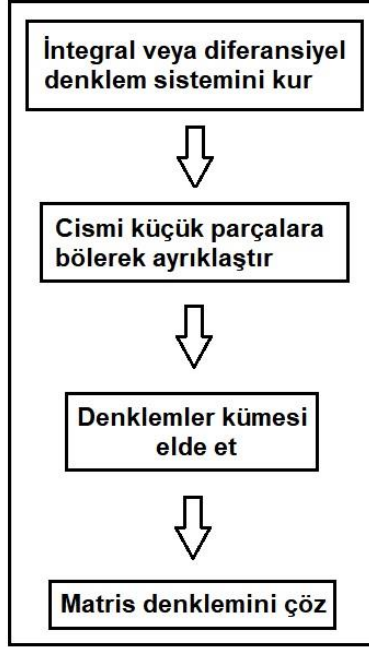 İntegral veya diferansiyel
denklem sistemini kur
Cismi küçük parçalara
bölerek ayrıklaştır
Denklemler kümesi
elde et
Matris denklemini çöz